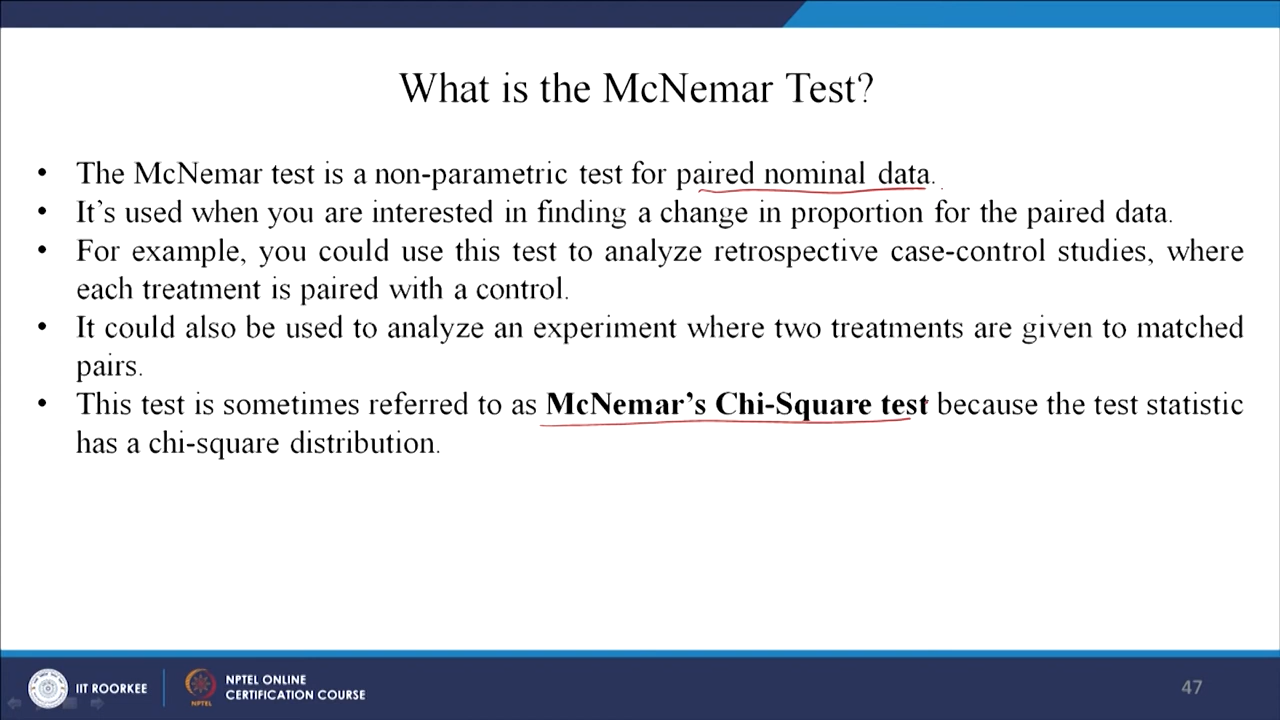 What is the McNemar Test?
• The McNemar test is a non-parametric test for paired nominal data.
• It’s used when you are interested in finding a change in proportion for the paired data.
• For example, you could use this test to analyze retrospective case-control studies, where
each treatment is paired with a control.
• It could also be used to analyze an experiment where two treatments are given to matched
pairs.
• This test is sometimes referred to as McNemar’s Chi-Square test because the test statistic
has a chi-square distribution.
IIT ROORKEE
NPTEL
NPTEL ONLINE
CERTIFICATION COURSE
47